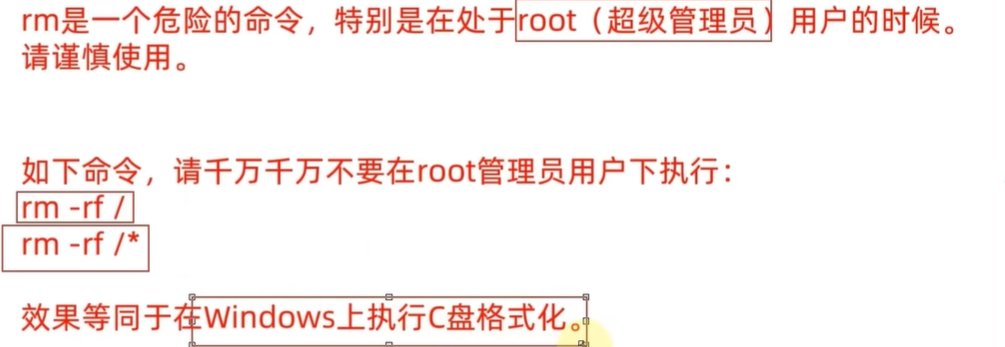 rm是一个危险的命令，特别是在处于root（超级管理员）用户的时候。
请谨慎使用。
如下命令，请千万千万不要在root管理员用户下执行：
rm -rf /
rm -rf /*
效果等同于在Windows上执行C盘格式化。